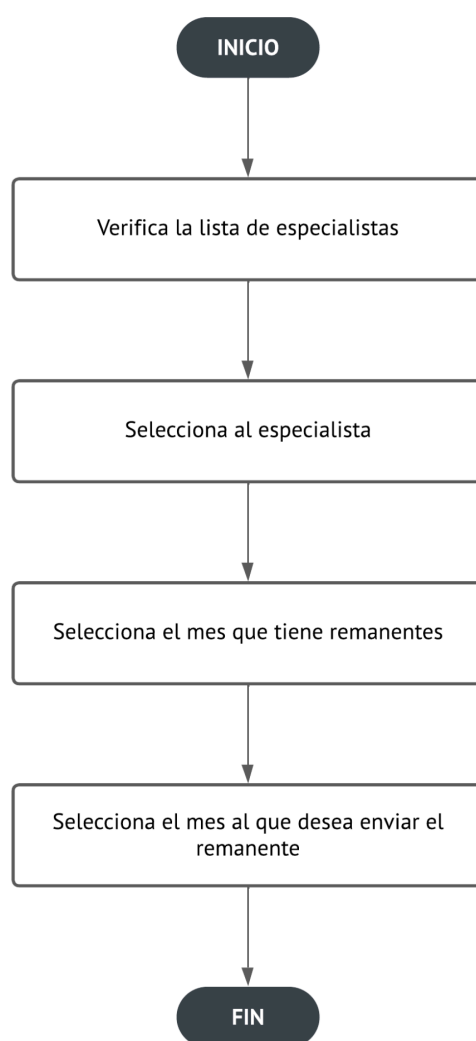 INICIO
Verifica la lista de especialistas
Selecciona al especialista
Selecciona el mes que tiene remanentes
Selecciona el mes al que desea enviar el
remanente
FIN